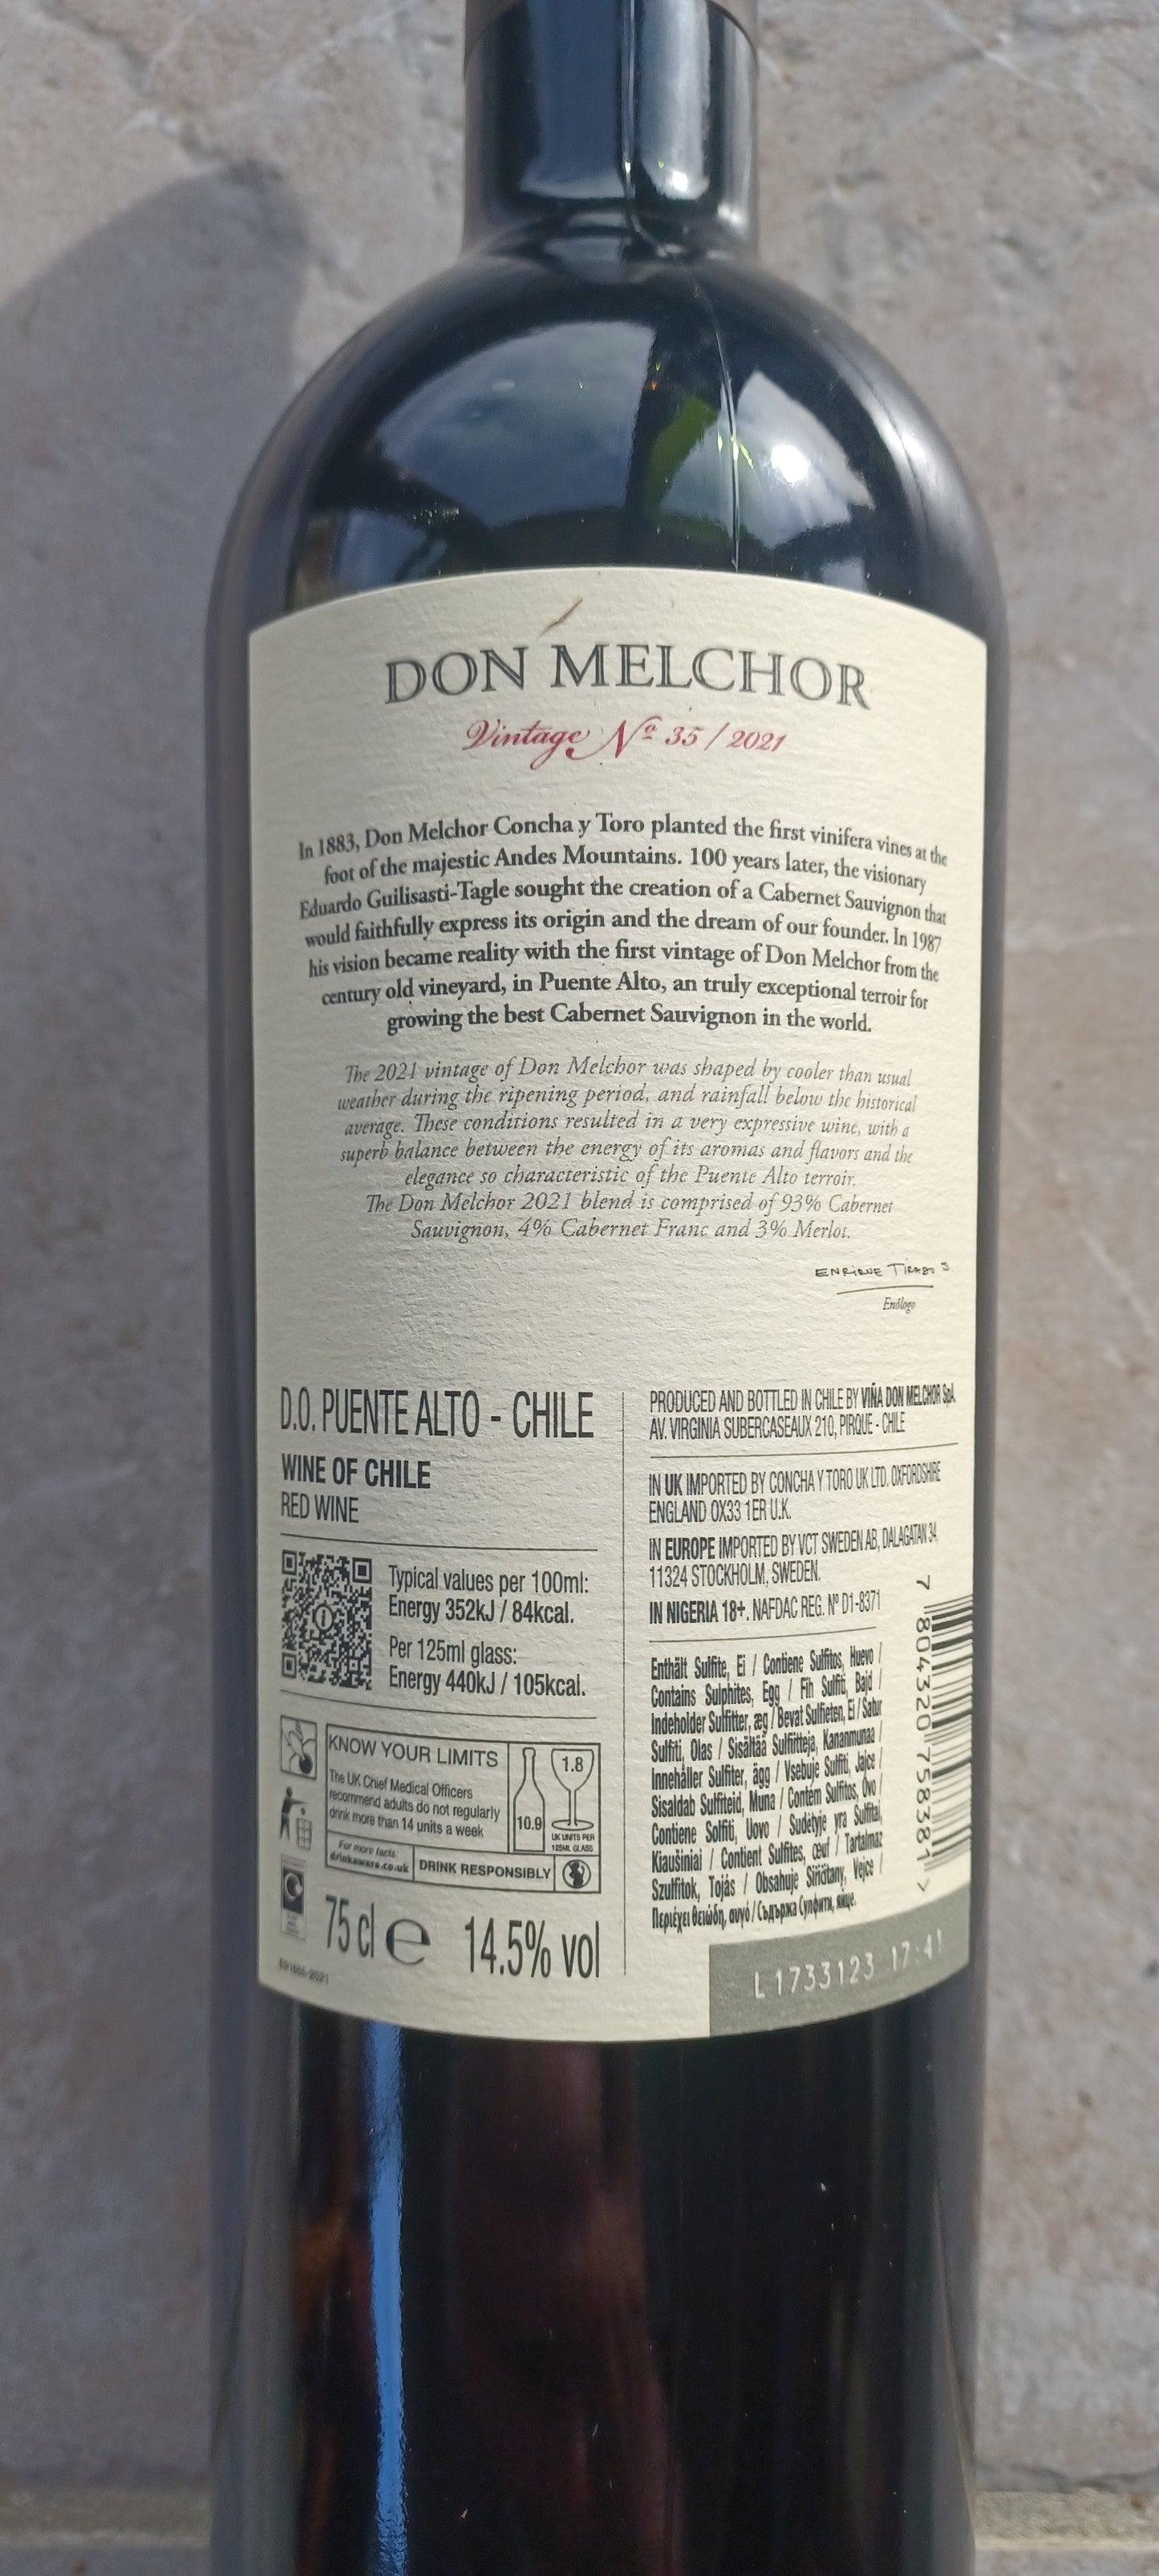 DON MELCHOR
Vintage Nº 35 / 2021
In 1883, Don Melchor Concha y Toro planted the first vinifera vines at the
foot of the majestic Andes Mountains. 100 years later, the visionary
Eduardo Guilisasti-Tagle sought the creation of a Cabernet Sauvignon that
would faithfully express its origin and the dream of our founder. In 1987
his vision became reality with the first vintage of Don Melchor from the
century old vineyard, in Puente Alto, an truly exceptional terroir for
growing the best Cabernet Sauvignon in the world.
The 2021 vintage of Don Melchor was shaped by cooler than usual
weather during the ripening period, and rainfall below the historical
average. These conditions resulted in a very expressive wine, with a
superb balance between the energy of its aromas and flavors and the
elegance so characteristic of the Puente Alto terroir.
The Don Melchor 2021 blend is comprised of 93% Cabernet
Sauvignon, 4% Cabernet Franc and 3% Merlot.
ENRIQUE TIRADO S
Enólogo
D.O. PUENTE ALTO - CHILE
WINE OF CHILE
RED WINE
Typical values per 100ml:
Energy 352kJ / 84kcal.
Per 125ml glass:
Energy 440kJ / 105kcal.
KNOW YOUR LIMITS
The UK Chief Medical Officers
recommend adults do not regularly
drink more than 14 units a week
10.9
1.8
UK UNITS PER
125ML GLASS
For more facts
drinkaware.co.uk
DRINK RESPONSIBLY
75 cl e 14.5% vol
PRODUCED AND BOTTLED IN CHILE BY VIÑA DON MELCHOR SpA.
AV. VIRGINIA SUBERCASEAUX 210, PIRQUE - CHILE
IN UK IMPORTED BY CONCHA Y TORO UK LTD. OXFORDSHIRE
ENGLAND OX33 1ER U.K.
IN EUROPE IMPORTED BY VCT SWEDEN AB, DALAGATAN 34,
11324 STOCKHOLM, SWEDEN.
IN NIGERIA 18+. NAFDAC REG. Nº D1-8371
Enthält Sulfite, Ei / Contiene Sulfitos, Huevo /
Contains Sulphites, Egg / Fih Sulfiti, Bajd /
Indeholder Sulfitter, æg / Bevat Sulfieten, Ei / Satur
Sulfiti, Olas / Sisältää Sulfiitteja, Kananmunaa /
Innehåller Sulfiter, ägg / Vsebuje Sulfiti, Jajce /
Sisaldab Sulfiteid, Muna / Contém Sulfitos, Ovo /
Contiene Solfiti, Uovo / Sudėtyje yra Sulfitai,
Kiaušiniai / Contient Sulfites, œuf / Tartalmaz
Szulfitok, Tojás / Obsahuje Siřičitany, Vejce /
Περιέχει θειώδη, αυγό / Съдържа Сулфити, яйце.
7 804320 758381 >
L1733123 17:41